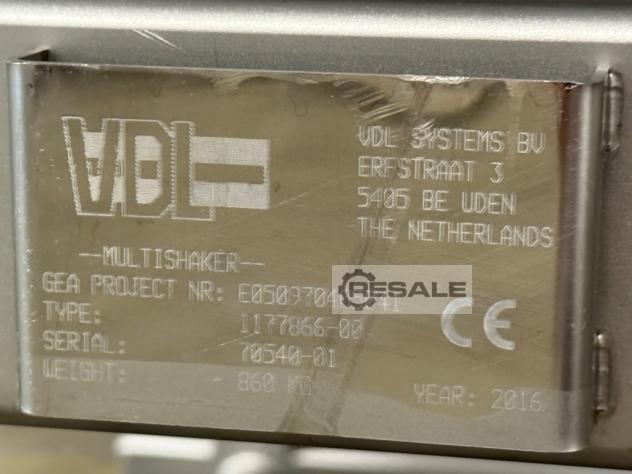 VDL
VDL SYSTEMS BV
ERFSTRAAT 3
5405 BE UDEN
THE NETHERLANDS
--MULTISHAKER--
GEA PROJECT NR:
TYPE: 1177866-00
SERIAL: 70540-01
WEIGHT: 860 KG
CE
YEAR: 2016
RESALE